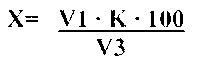 X= V1 · K · 100
V3